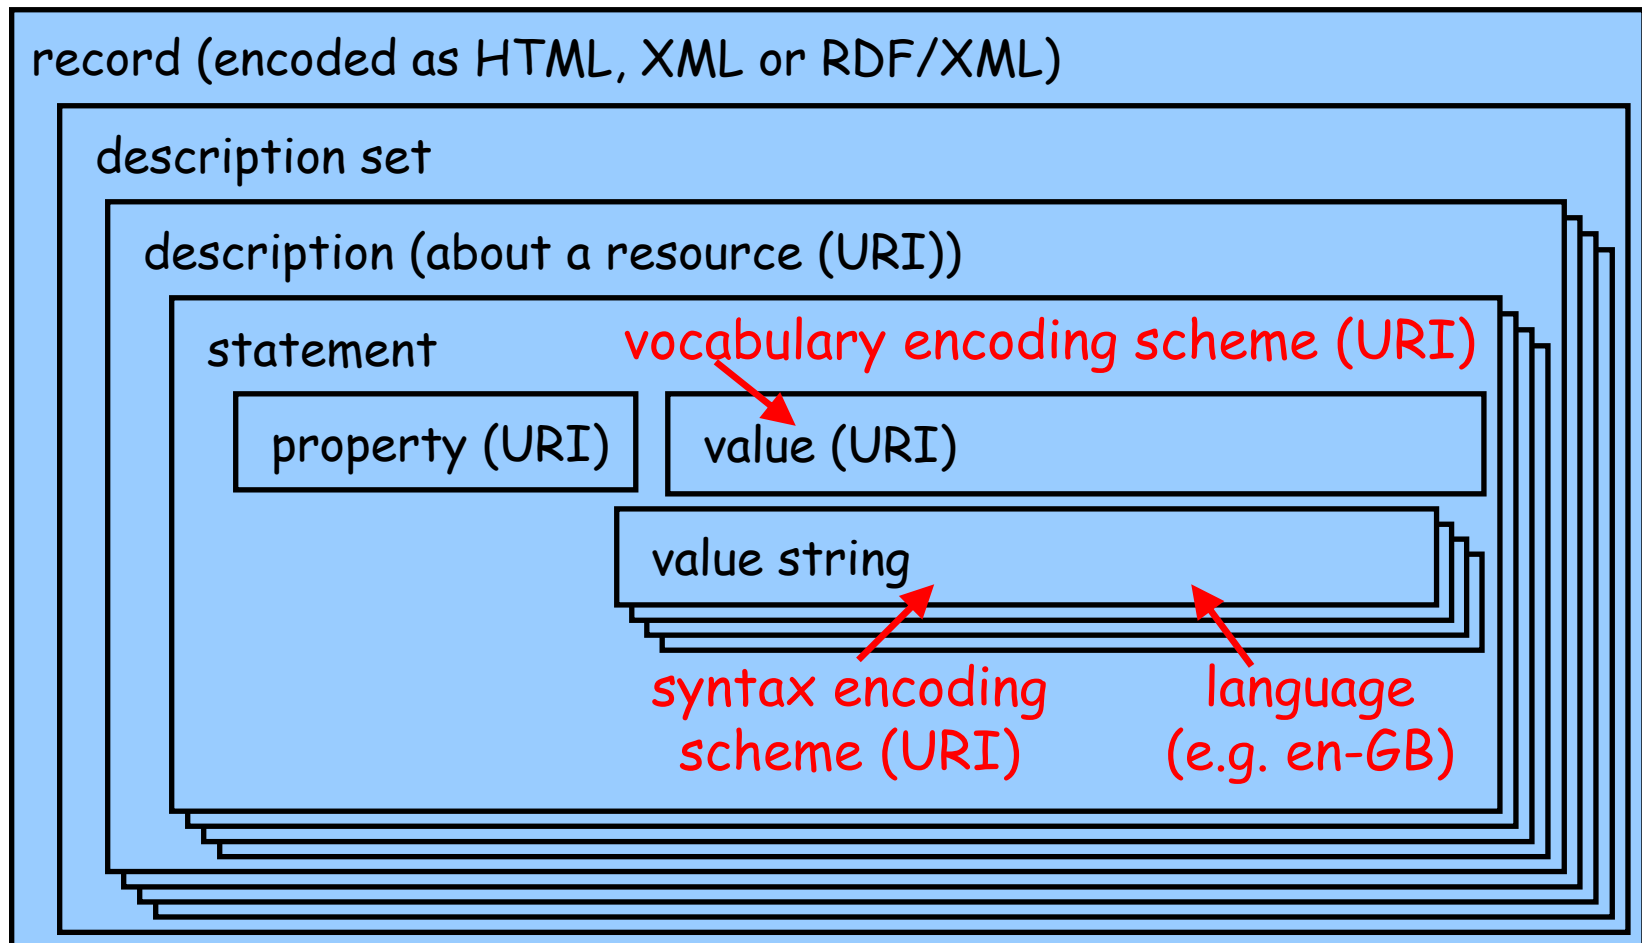 record (encoded as HTML, XML or RDF/XML)
description set
description (about a resource (URI))
statement
vocabulary encoding scheme (URI)
property (URI)
value (URI)
value string
syntax encoding
scheme (URI)
language
(e.g. en-GB)